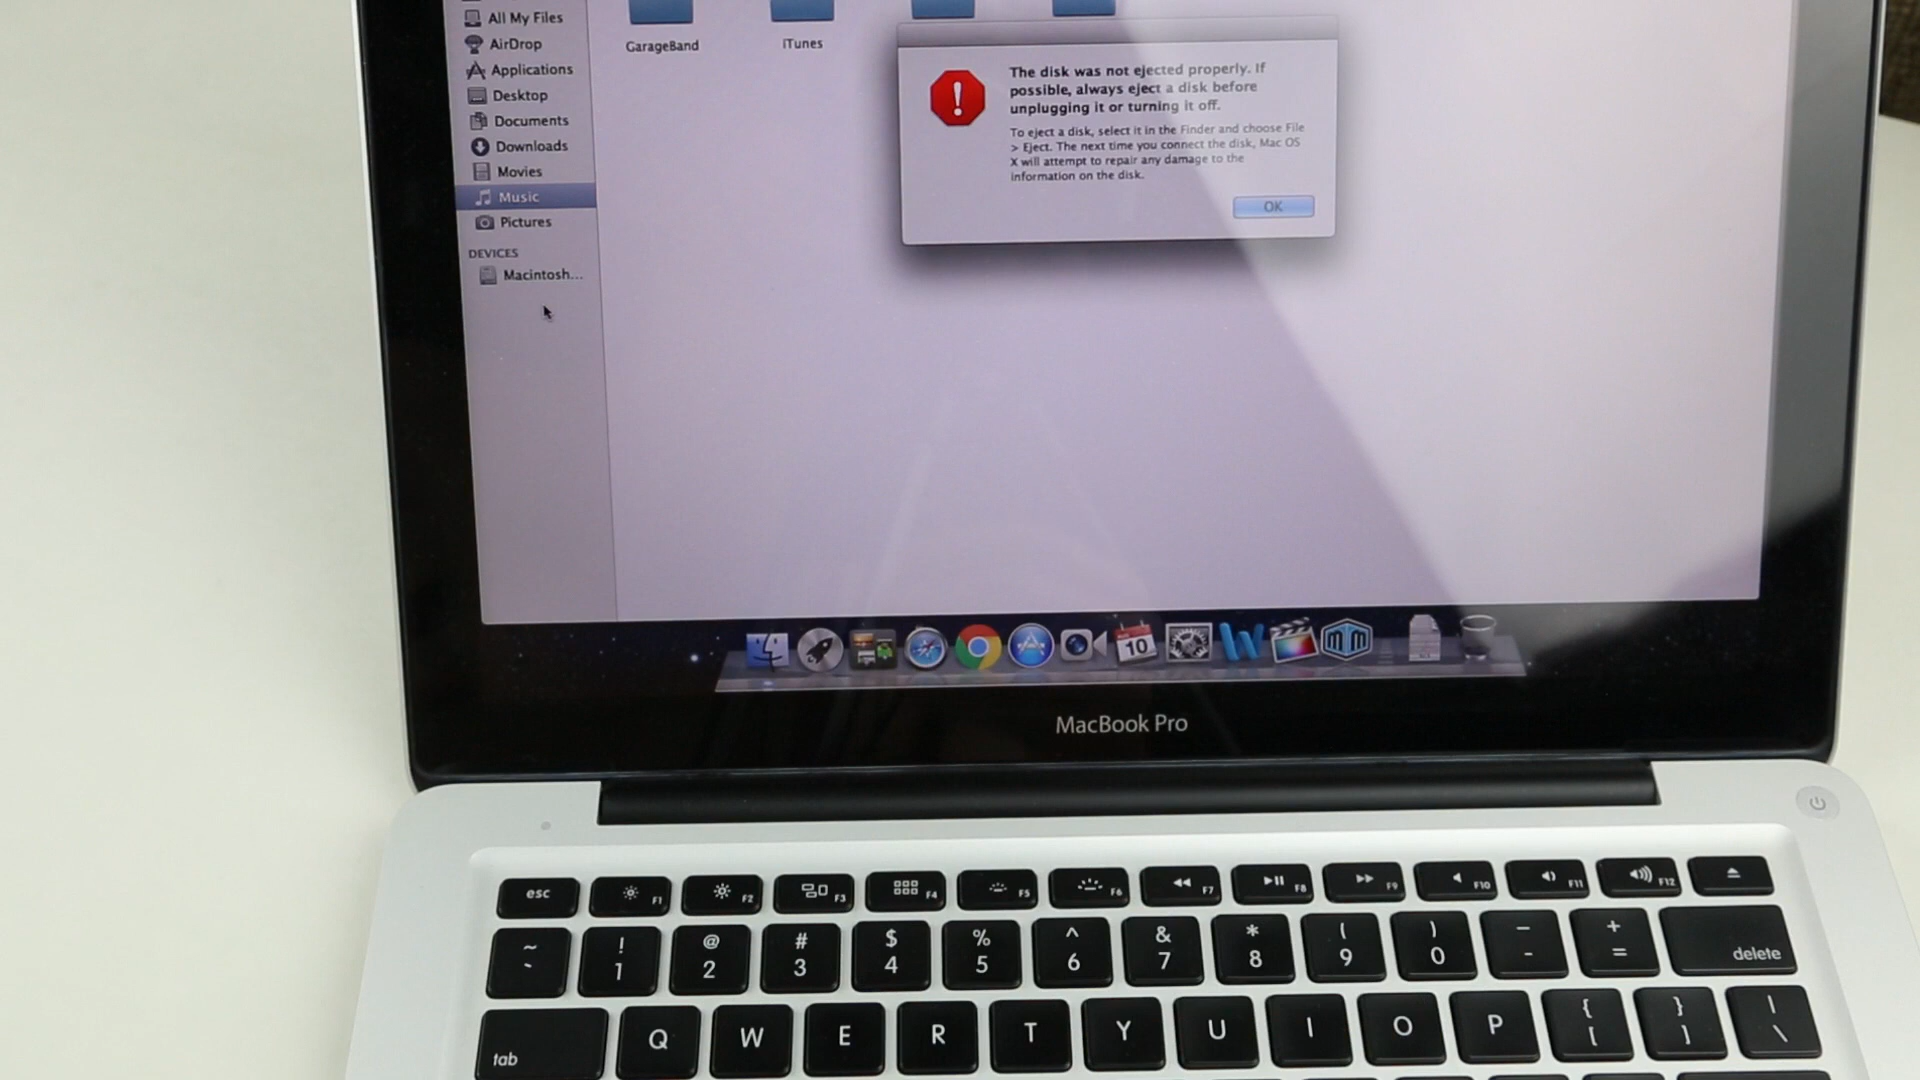 All My Files
AirDrop
Applications
Desktop
Documents
Downloads
Movies
Music
Pictures
DEVICES
Macintosh...
GarageBand
iTunes
The disk was not ejected properly. If
possible, always eject a disk before
unplugging it or turning it off.
To eject a disk, select it in the Finder and choose File
> Eject. The next time you connect the disk, Mac OS
X will attempt to repair any damage to the
information on the disk.
OK
10
W
MacBook Pro
esc F1 F2 F3 F4 F5 F6 F7 F8 F9 F10 F11 F12
~ ! @ # $ % ^ & * ( ) — +
` 1 2 3 4 5 6 7 8 9 0 - = delete
{ } |
tab Q W E R T Y U I O P [ ] \